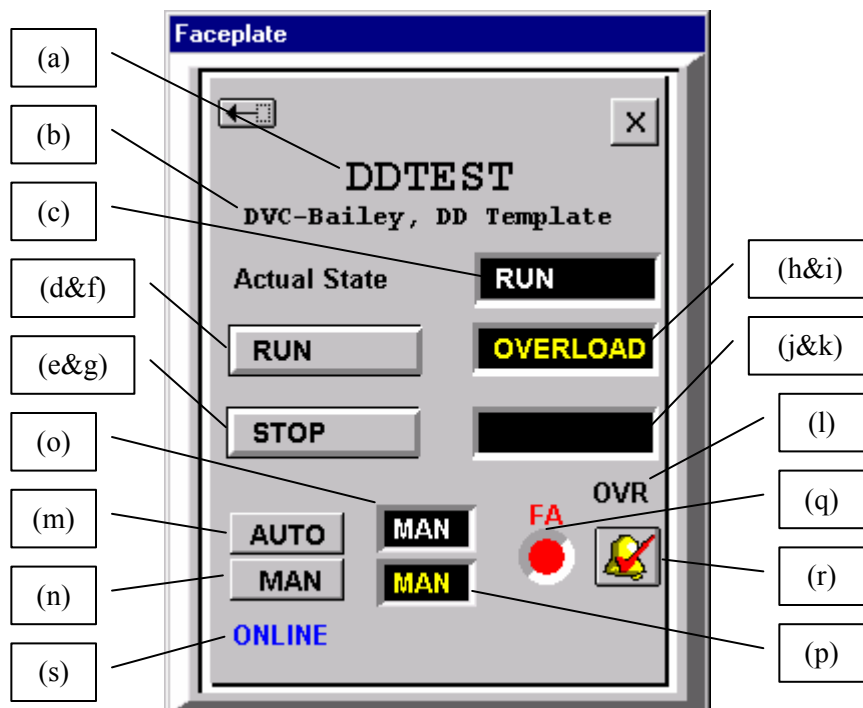 Faceplate
(a)
(b)
(c)
(d&f)
(e&g)
(o)
(m)
(n)
(s)
X
DDTEST
DVC-Bailey, DD Template
Actual State
RUN
RUN
OVERLOAD
STOP
OVR
FA
AUTO
MAN
MAN
MAN
ONLINE
(h&i)
(j&k)
(l)
(q)
(r)
(p)